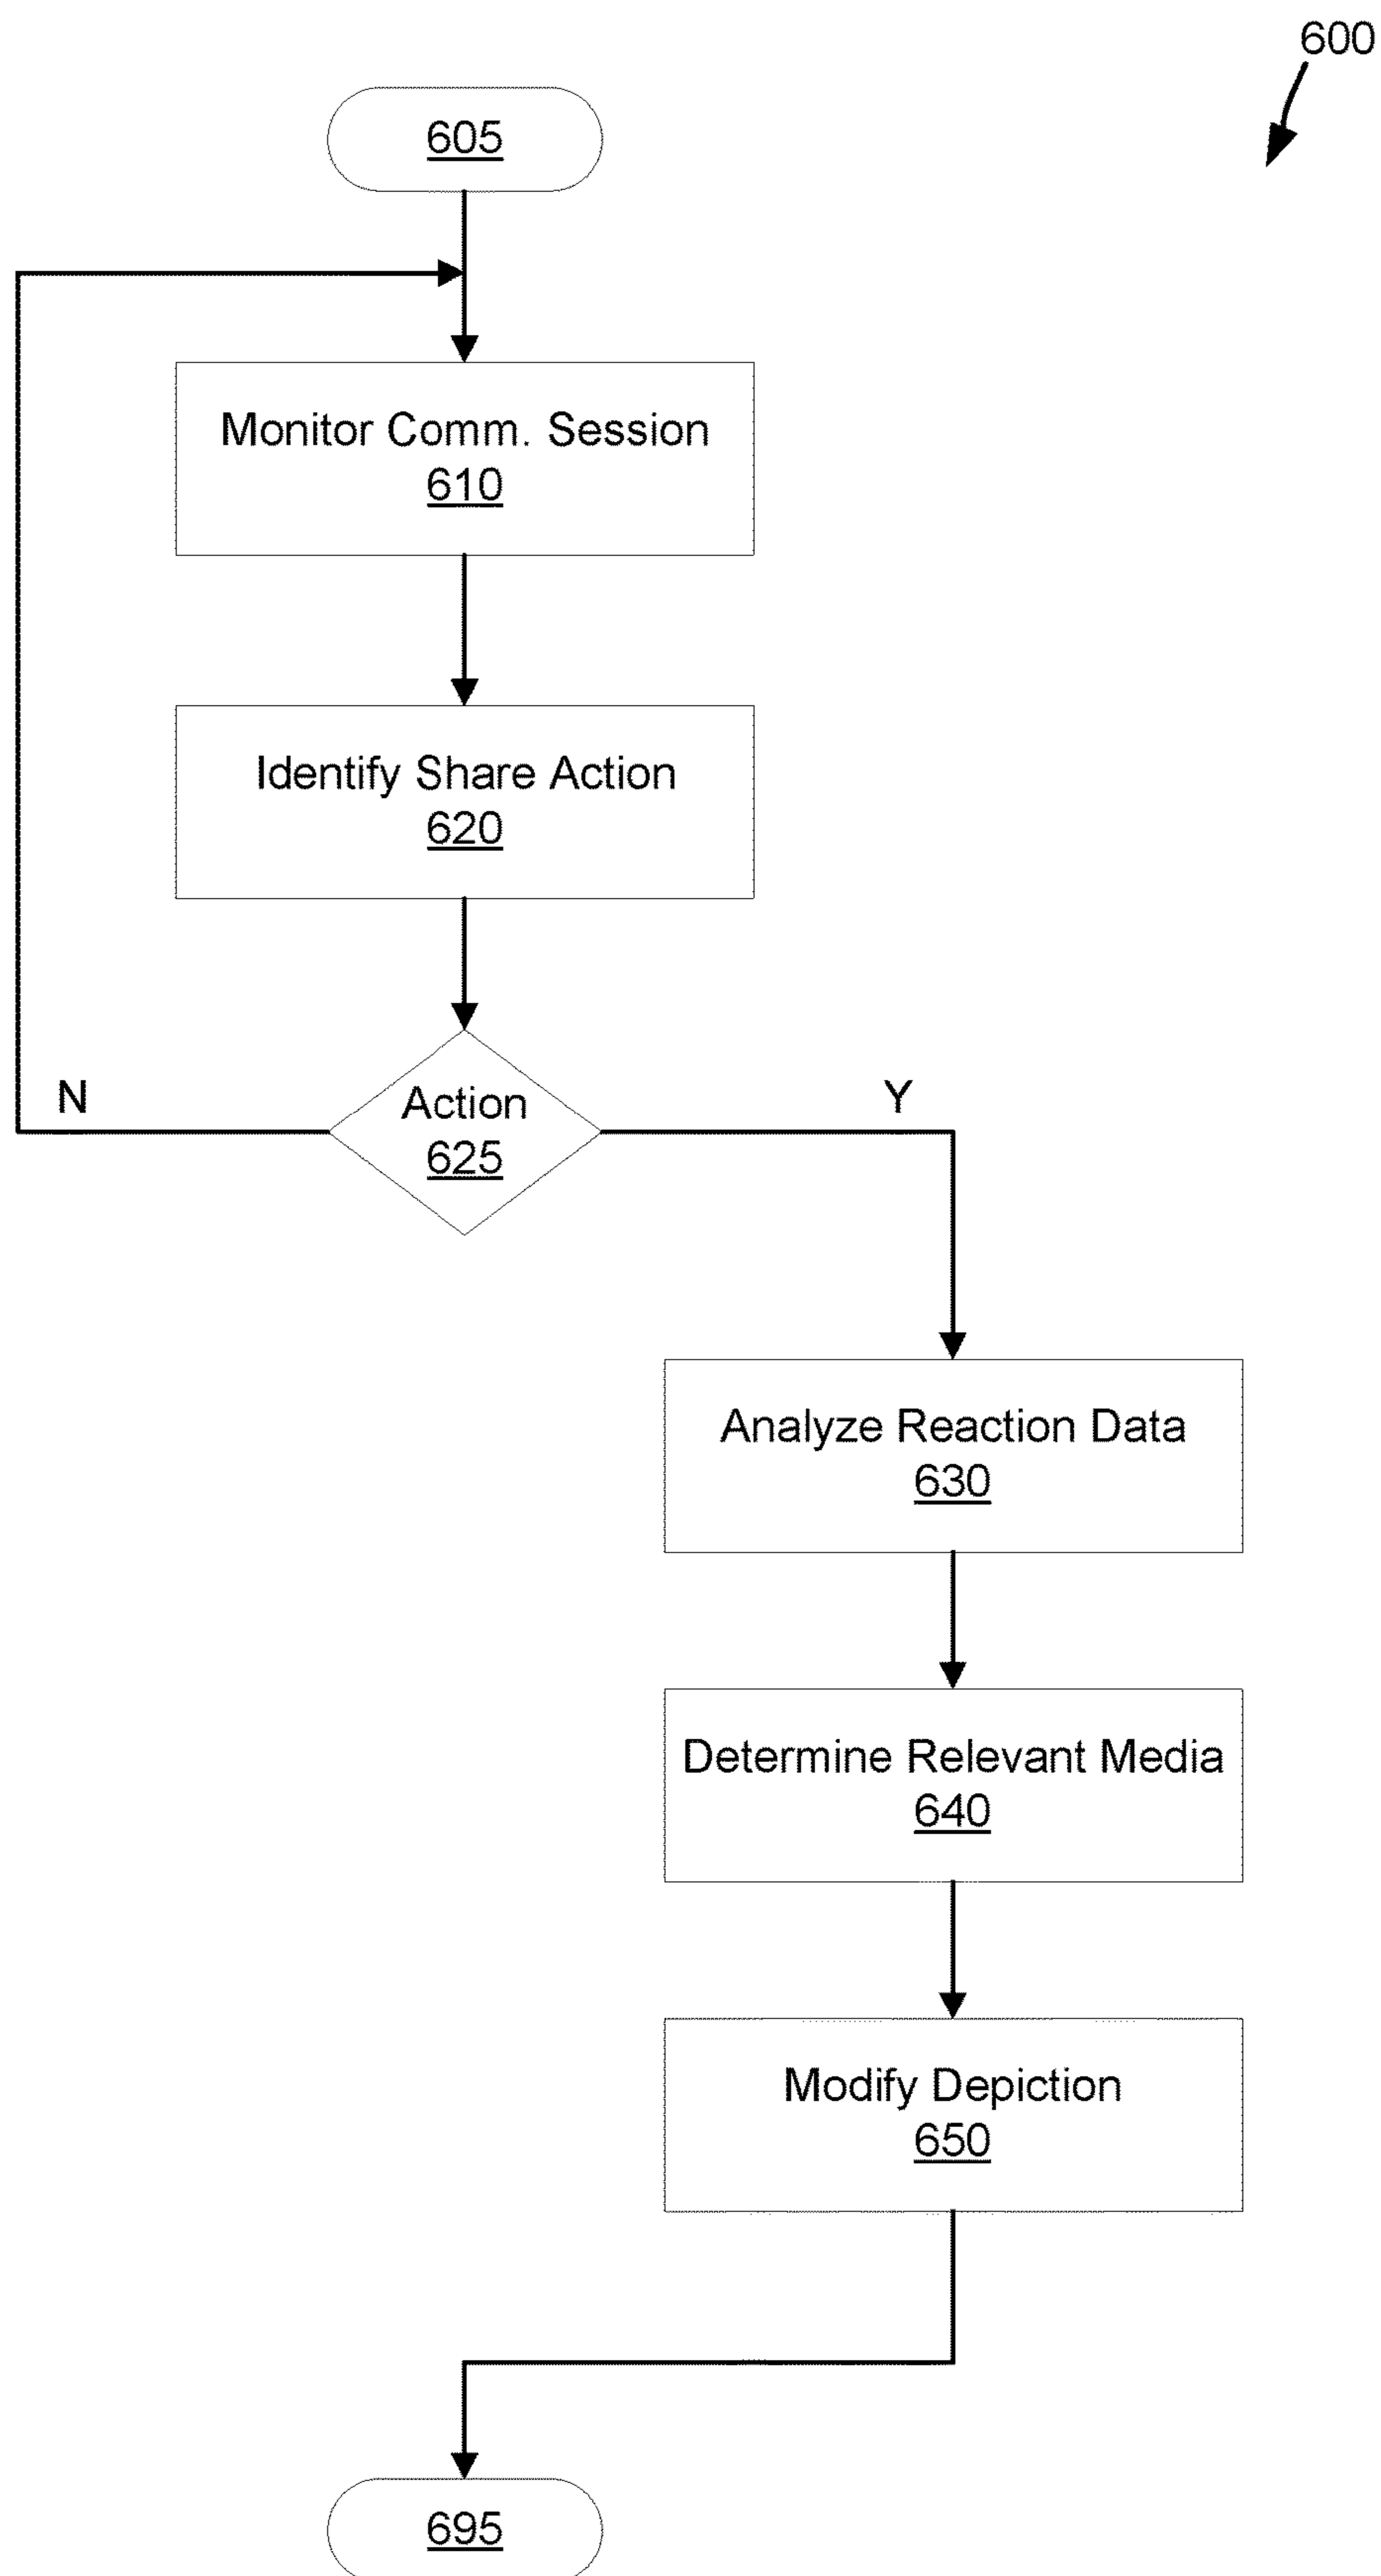 600
605
Monitor Comm. Session
610
Identify Share Action
620
Action
625
N
Y
Analyze Reaction Data
630
Determine Relevant Media
640
Modify Depiction
650
695